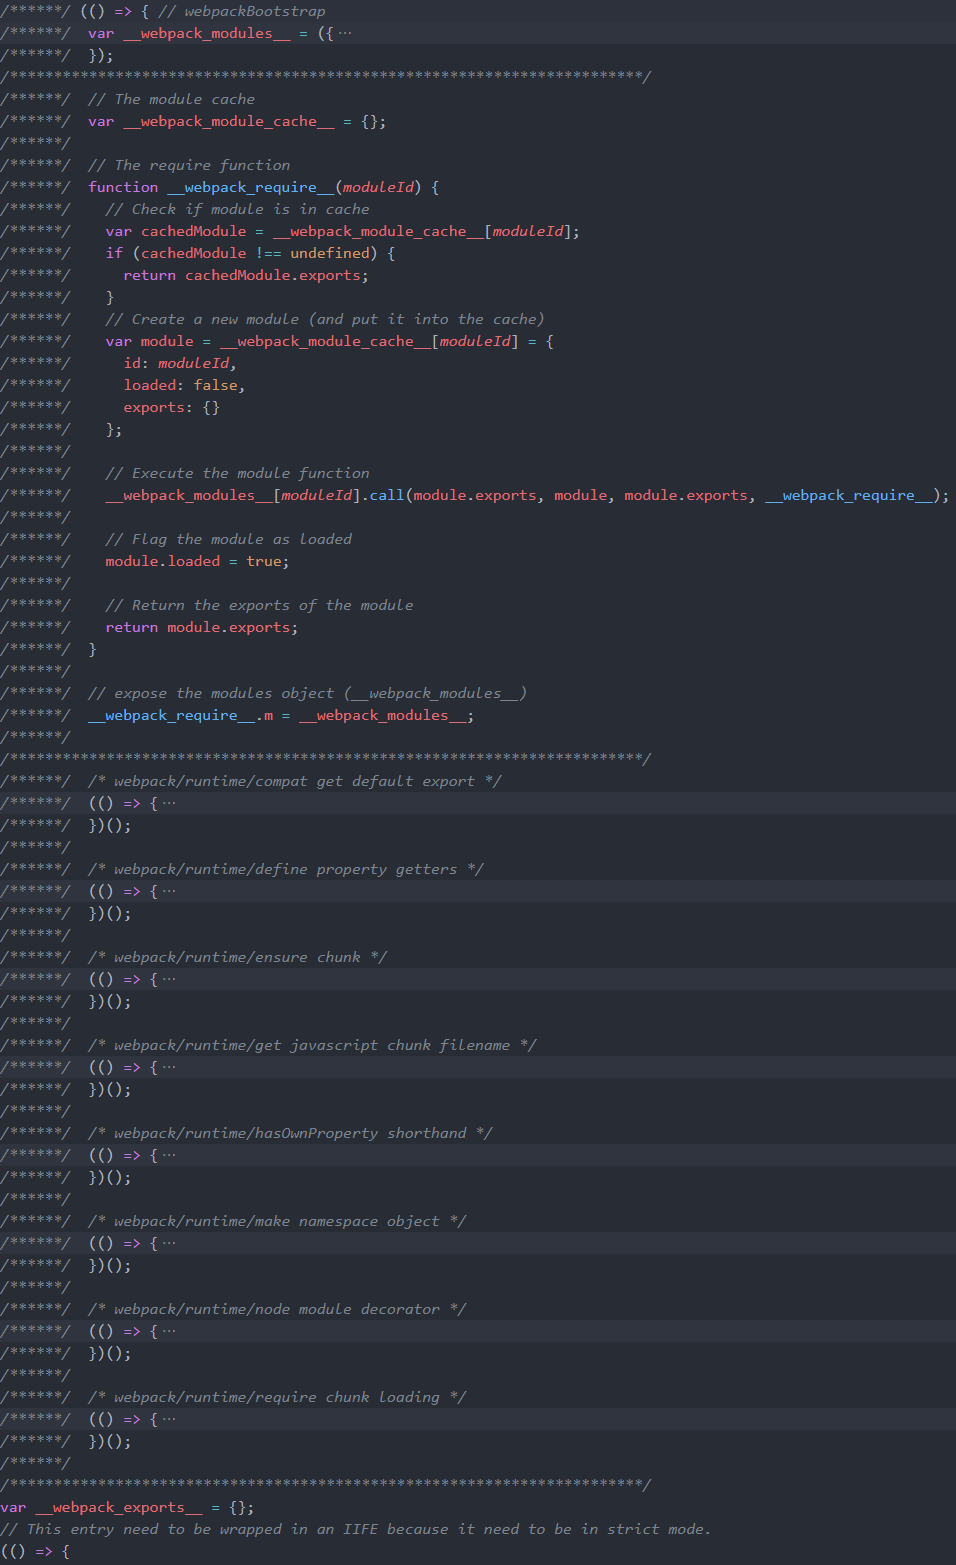 /******/ (() => { // webpackBootstrap
/******/ 	var __webpack_modules__ = ({ ···
/******/ 	});
/************************************************************************/
/******/ 	// The module cache
/******/ 	var __webpack_module_cache__ = {};
/******/
/******/ 	// The require function
/******/ 	function __webpack_require__(moduleId) {
/******/ 		// Check if module is in cache
/******/ 		var cachedModule = __webpack_module_cache__[moduleId];
/******/ 		if (cachedModule !== undefined) {
/******/ 			return cachedModule.exports;
/******/ 		}
/******/ 		// Create a new module (and put it into the cache)
/******/ 		var module = __webpack_module_cache__[moduleId] = {
/******/ 			id: moduleId,
/******/ 			loaded: false,
/******/ 			exports: {}
/******/ 		};
/******/
/******/ 		// Execute the module function
/******/ 		__webpack_modules__[moduleId].call(module.exports, module, module.exports, __webpack_require__);
/******/
/******/ 		// Flag the module as loaded
/******/ 		module.loaded = true;
/******/
/******/ 		// Return the exports of the module
/******/ 		return module.exports;
/******/ 	}
/******/
/******/ 	// expose the modules object (__webpack_modules__)
/******/ 	__webpack_require__.m = __webpack_modules__;
/******/
/************************************************************************/
/******/ 	/* webpack/runtime/compat get default export */
/******/ 	(() => { ···
/******/ 	})();
/******/
/******/ 	/* webpack/runtime/define property getters */
/******/ 	(() => { ···
/******/ 	})();
/******/
/******/ 	/* webpack/runtime/ensure chunk */
/******/ 	(() => { ···
/******/ 	})();
/******/
/******/ 	/* webpack/runtime/get javascript chunk filename */
/******/ 	(() => { ···
/******/ 	})();
/******/
/******/ 	/* webpack/runtime/hasOwnProperty shorthand */
/******/ 	(() => { ···
/******/ 	})();
/******/
/******/ 	/* webpack/runtime/make namespace object */
/******/ 	(() => { ···
/******/ 	})();
/******/
/******/ 	/* webpack/runtime/node module decorator */
/******/ 	(() => { ···
/******/ 	})();
/******/
/******/ 	/* webpack/runtime/require chunk loading */
/******/ 	(() => { ···
/******/ 	})();
/******/
/************************************************************************/
var __webpack_exports__ = {};
// This entry need to be wrapped in an IIFE because it need to be in strict mode.
(() => {